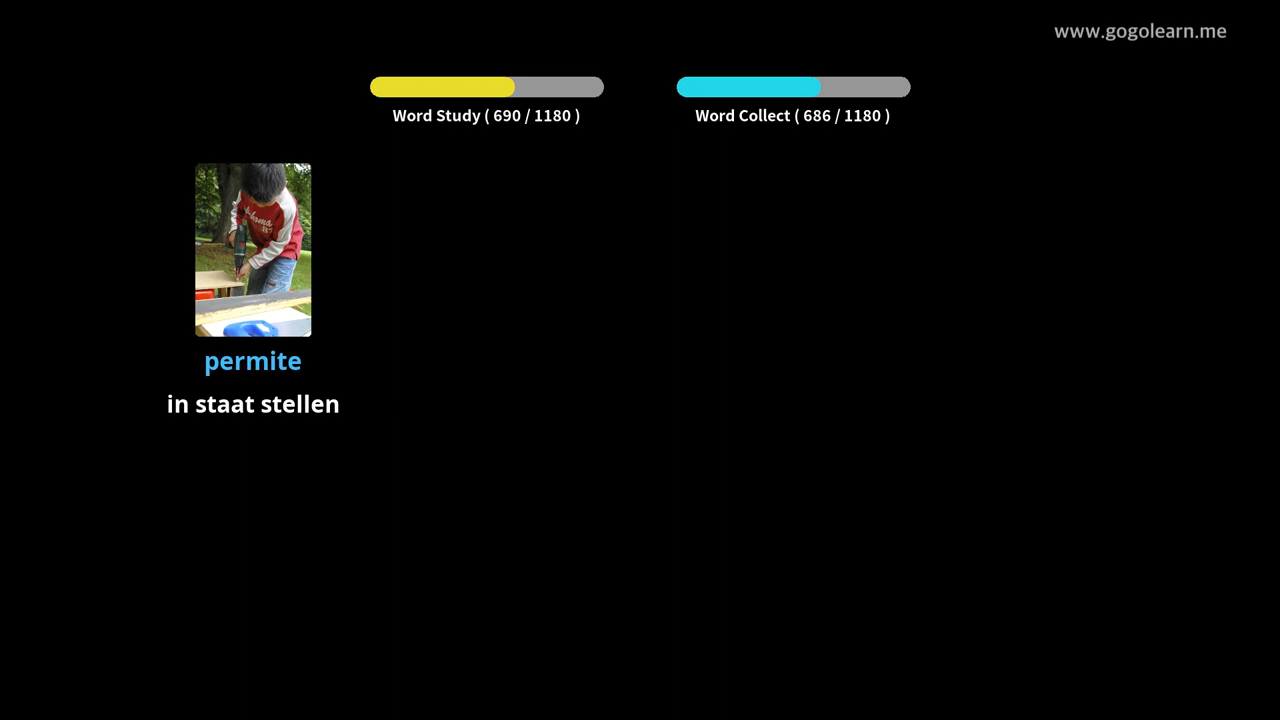 www.gogolearn.me
Word Study ( 690 / 1180 )
Word Collect ( 686 / 1180 )
permite
in staat stellen